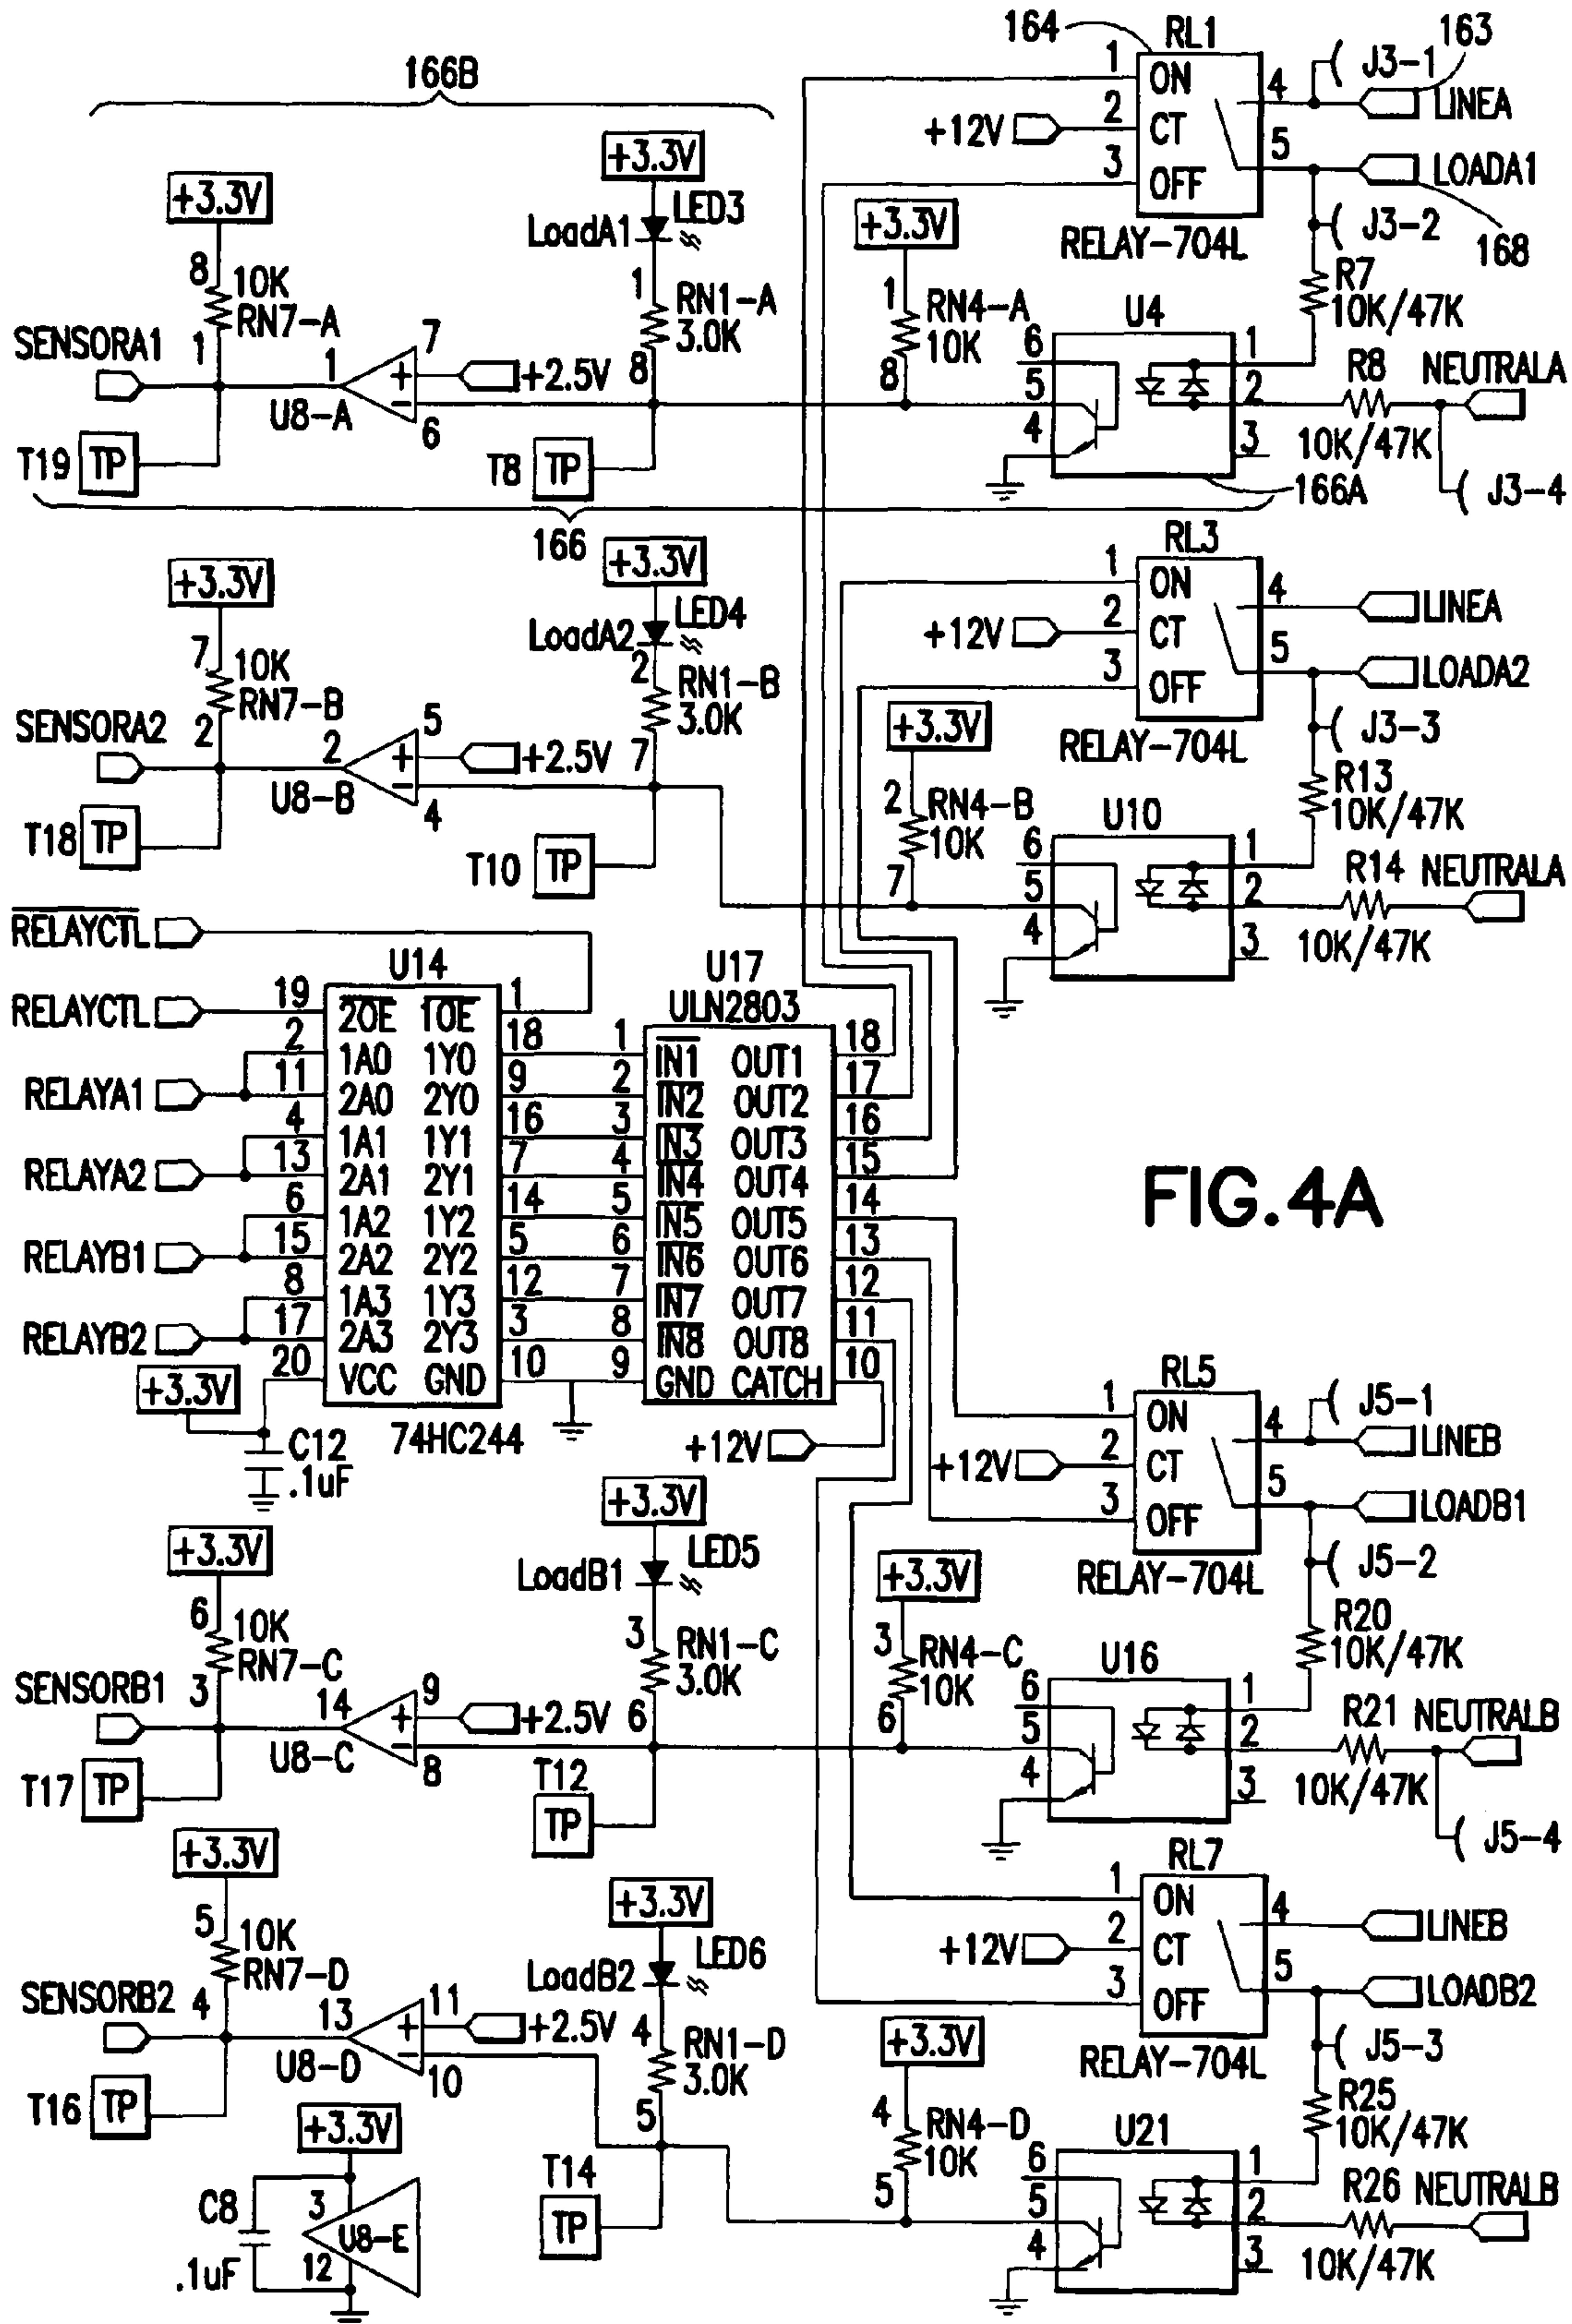 164
RL1
163
166B
1
ON
4
J3-1
LINEA
+12V
2
CT
5
LOADA1
3
OFF
J3-2
168
RELAY-704L
+3.3V
+3.3V
LoadA1
LED3
+3.3V
8
10K
RN7-A
1
1
RN1-A
3.0K
8
1
RN4-A
10K
8
R7
10K/47K
U4
SENSORA1
1
7
+
+2.5V
-
6
U8-A
6
5
4
1
2
3
R8
NEUTRALA
10K/47K
T19
TP
T8
TP
166A
J3-4
166
RL3
+3.3V
+3.3V
LoadA2
LED4
1
ON
4
LINEA
+12V
2
CT
5
LOADA2
3
OFF
RELAY-704L
J3-3
7
10K
RN7-B
2
2
RN1-B
3.0K
7
+3.3V
2
RN4-B
10K
7
R13
10K/47K
U10
SENSORA2
2
5
+
+2.5V
-
4
U8-B
6
5
4
1
2
3
R14
NEUTRALA
10K/47K
T18
TP
T10
TP
RELAYCTL
U14
U17
ULN2803
RELAYCTL
19
2OE
1OE
1
2
1A0
1Y0
18
1
IN1
OUT1
18
RELAYA1
11
2A0
2Y0
9
2
IN2
OUT2
17
4
1A1
1Y1
16
3
IN3
OUT3
16
RELAYA2
13
2A1
2Y1
7
4
IN4
OUT4
15
6
1A2
1Y2
14
5
IN5
OUT5
14
RELAYB1
15
2A2
2Y2
5
6
IN6
OUT6
13
8
1A3
1Y3
12
7
IN7
OUT7
12
RELAYB2
17
2A3
2Y3
3
8
IN8
OUT8
11
20
VCC
GND
10
9
GND
CATCH
10
+3.3V
74HC244
+12V
C12
.1uF
FIG.4A
RL5
1
ON
4
J5-1
LINEB
+12V
2
CT
5
LOADB1
3
OFF
RELAY-704L
J5-2
+3.3V
+3.3V
LoadB1
LED5
+3.3V
6
10K
RN7-C
3
3
RN1-C
3.0K
6
3
RN4-C
10K
6
R20
10K/47K
U16
SENSORB1
14
9
+
+2.5V
-
8
U8-C
6
5
4
1
2
3
R21
NEUTRALB
10K/47K
T17
TP
T12
TP
J5-4
RL7
+3.3V
+3.3V
LoadB2
LED6
1
ON
4
LINEB
+12V
2
CT
5
LOADB2
3
OFF
RELAY-704L
J5-3
5
10K
RN7-D
4
4
RN1-D
3.0K
5
+3.3V
4
RN4-D
10K
5
R25
10K/47K
U21
SENSORB2
13
11
+
+2.5V
-
10
U8-D
6
5
4
1
2
3
R26
NEUTRALB
10K/47K
T16
TP
T14
TP
+3.3V
C8
.1uF
3
U8-E
12